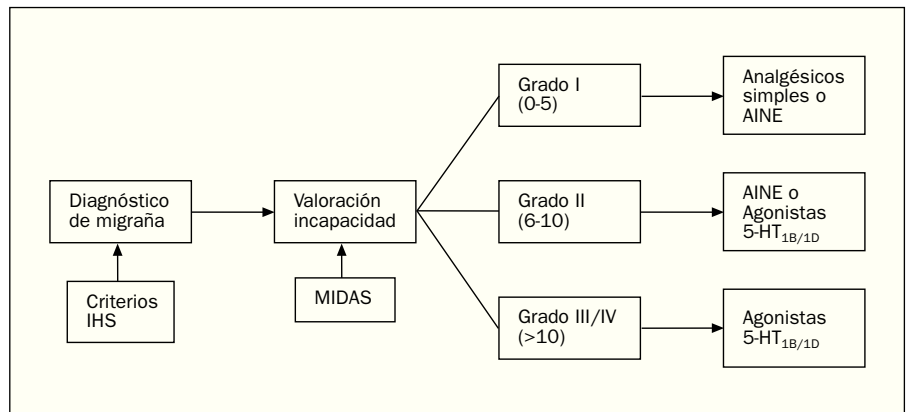 Diagnóstico
de migraña
Criterios
IHS
Valoración
incapacidad
MIDAS
Grado I
(0-5)
Analgésicos
simples o
AINE
Grado II
(6-10)
AINE o
Agonistas
5-HT1B/1D
Grado III/IV
(>10)
Agonistas
5-HT1B/1D